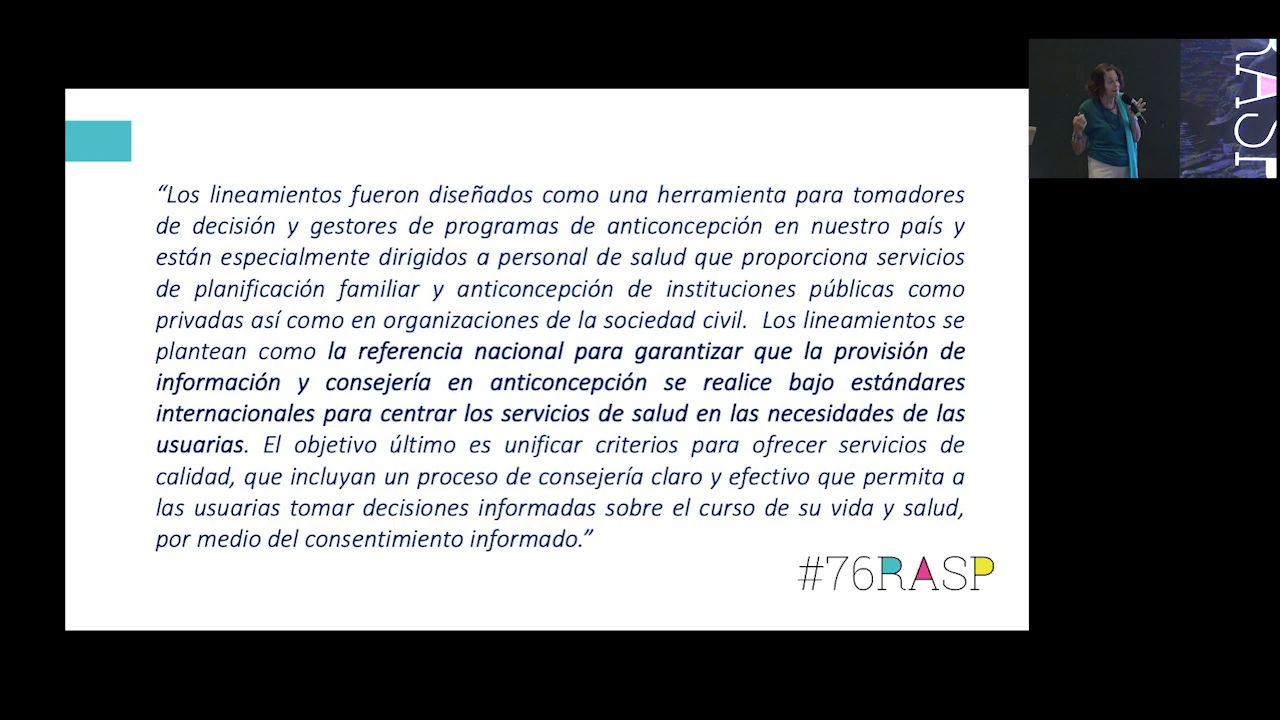 “Los lineamientos fueron diseñados como una herramienta para tomadores
de decisión y gestores de programas de anticoncepción en nuestro país y
están especialmente dirigidos a personal de salud que proporciona servicios
de planificación familiar y anticoncepción de instituciones públicas como
privadas así como en organizaciones de la sociedad civil. Los lineamientos se
plantean como la referencia nacional para garantizar que la provisión de
información y consejería en anticoncepción se realice bajo estándares
internacionales para centrar los servicios de salud en las necesidades de las
usuarias. El objetivo último es unificar criterios para ofrecer servicios de
calidad, que incluyan un proceso de consejería claro y efectivo que permita a
las usuarias tomar decisiones informadas sobre el curso de su vida y salud,
por medio del consentimiento informado.”
#76RASP
RASP